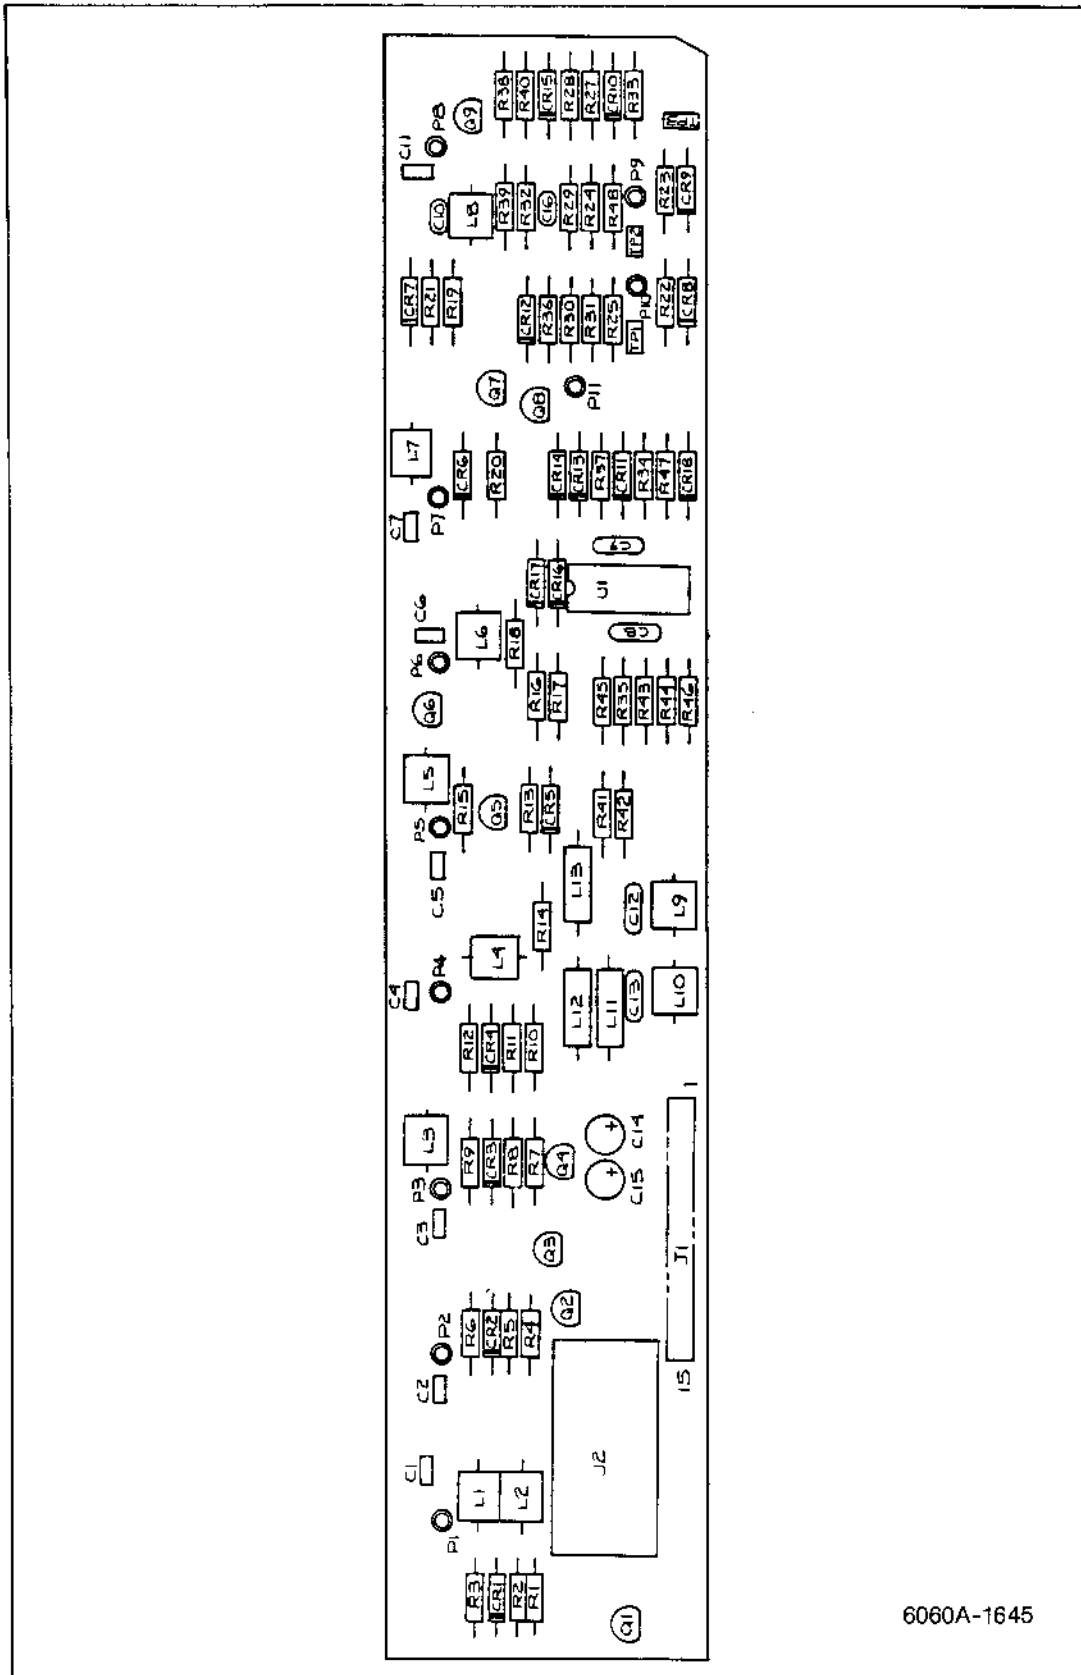 R38 R40 CR15 R28 R27 CR10 R33
Q9
P8
C11
C10 L8 R39 R32 C16 R29 R24 R48 P9 R23 CR9
TP2
CR7 R21 R19 CR12 R36 R30 R31 R25 P10 R22 CR8
TP1
Q7 Q8 P11
L7 CR6 R20 CR14 CR13 R37 CR11 R34 R47 CR18
P7
C7
C9
CR17 CR16 U1
C6 L6 R18 C8
P6
Q6 R16 R17 R45 R35 R43 R44 R46
L5
P5 R15 Q5 R13 CR5 R41 R42
C5 L13 C12 L9
R14
L4
C4 P4 L12 L11 C13 L10
R12 CR4 R11 R10
1
L3 R9 CR3 R8 R7 Q4 + C14
P3 + C15
C3
Q3 J1
Q2
P2 R6 CR2 R5 R4
C2 15
C1 L1 L2 J2
P1
R3 CR1 R2 R1
Q1
6060A-1645